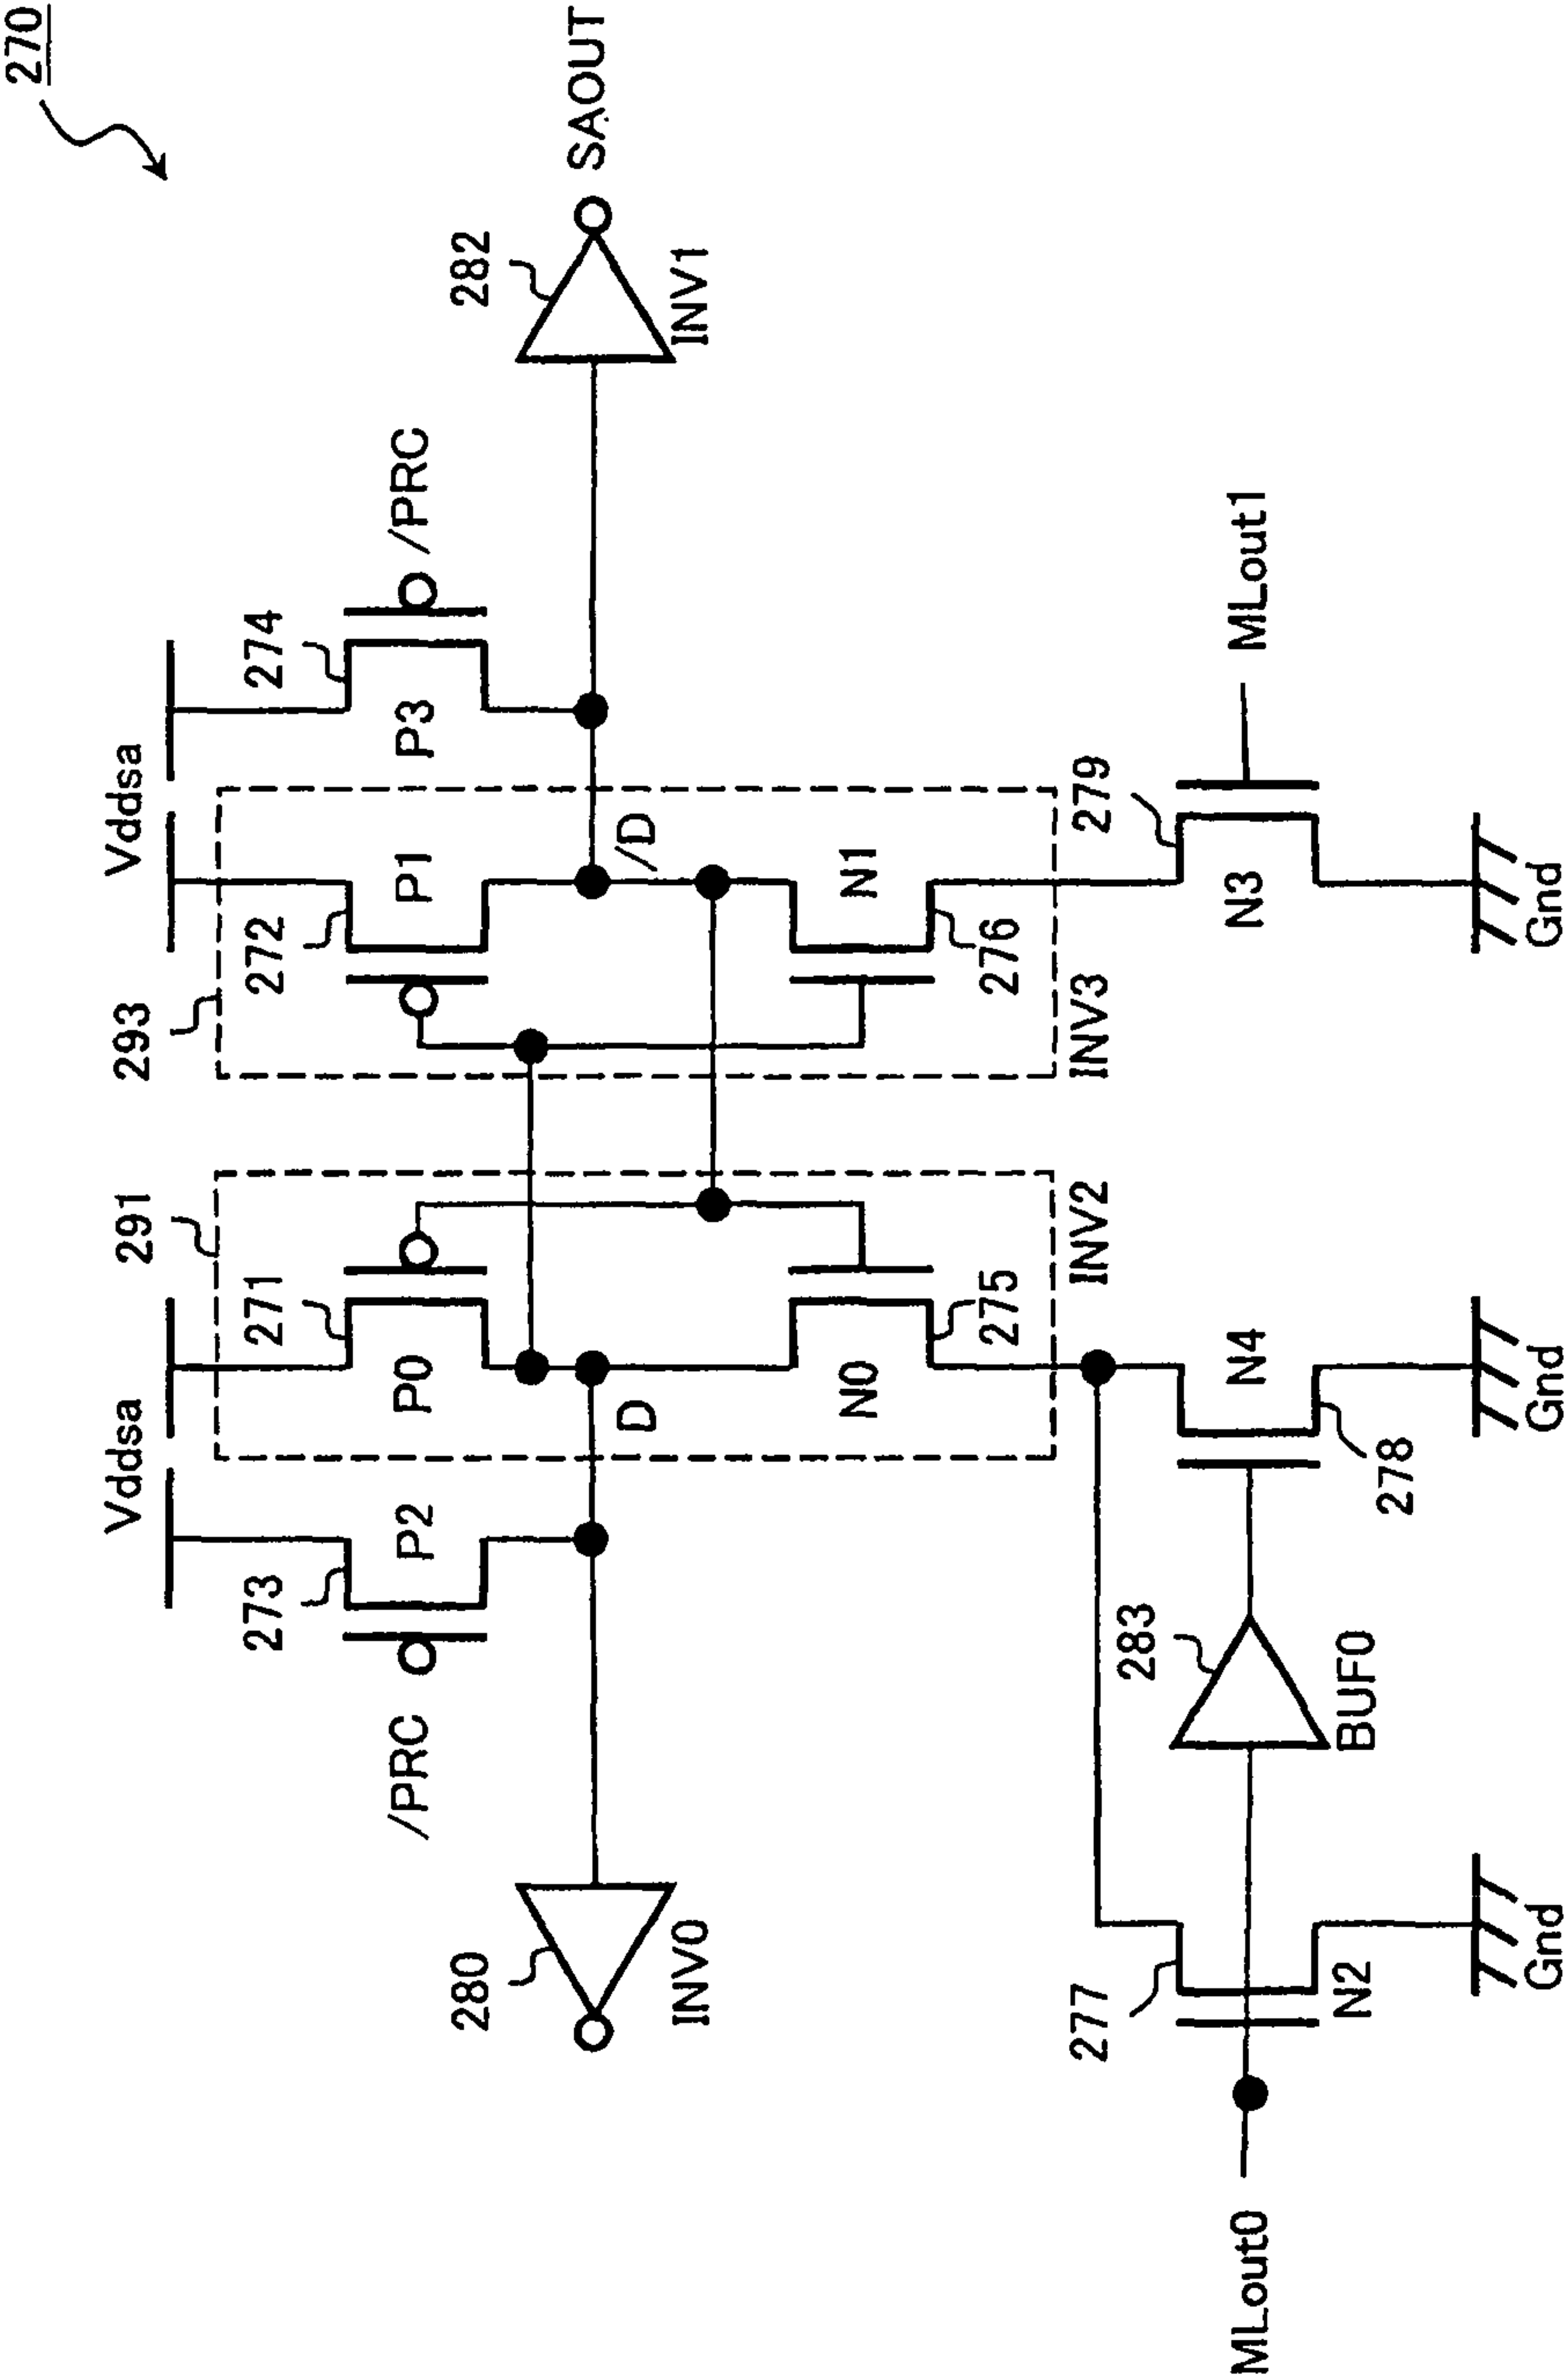 270
Vddsa
Vddsa
291
293
273
271
272
274
/PRC
P2
P0
P1
P3
/PRC
280
282
SAOUT
D
/D
INV0
INV1
N0
N1
275
276
INV2
INV3
277
283
279
MLout0
N4
N3
MLout1
N2
BUF0
278
Gnd
Gnd
Gnd